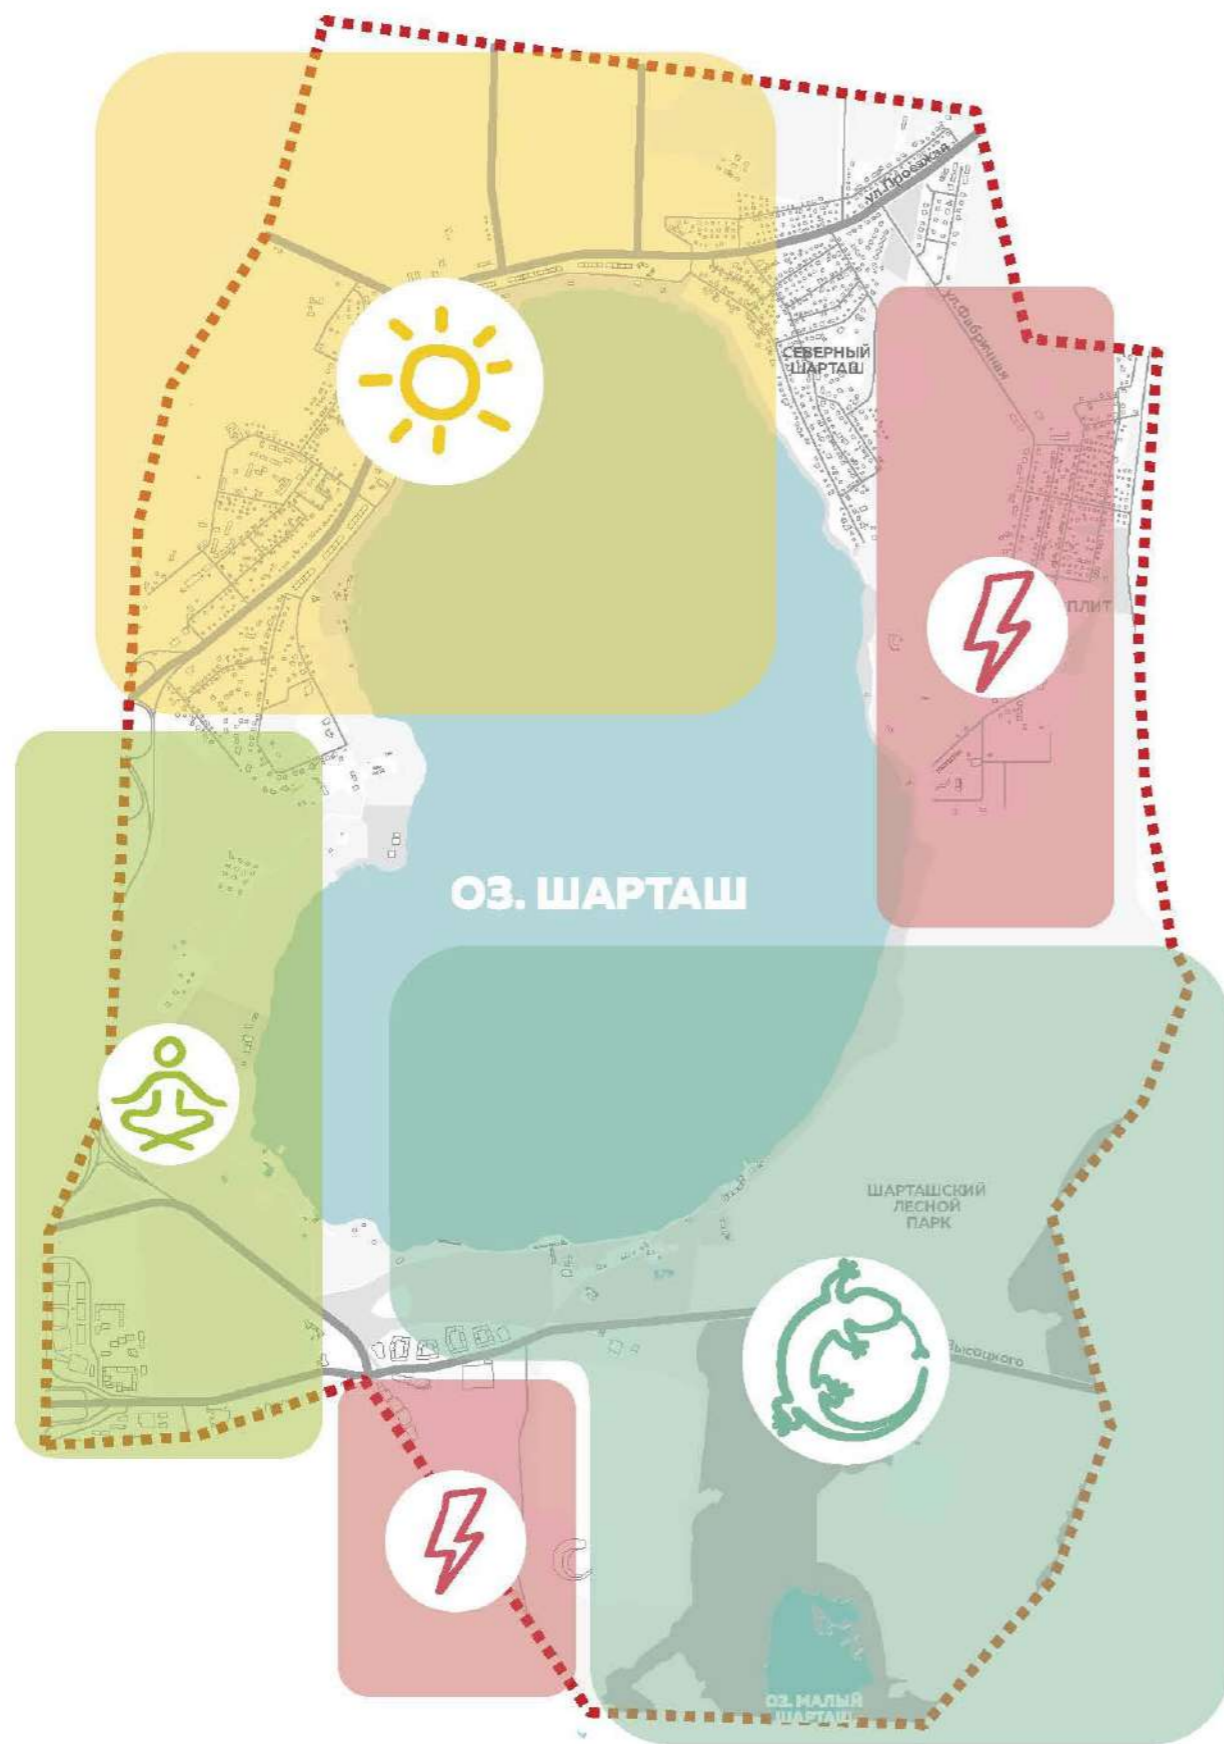 ул.Проезжая
ул.Фабричная
СЕВЕРНЫЙ
ШАРТАШ
ПЛИТ
ОЗ. ШАРТАШ
ШАРТАШСКИЙ
ЛЕСНОЙ
ПАРК
Высоцкого
ОЗ. МАЛЫЙ
ШАРТАШ